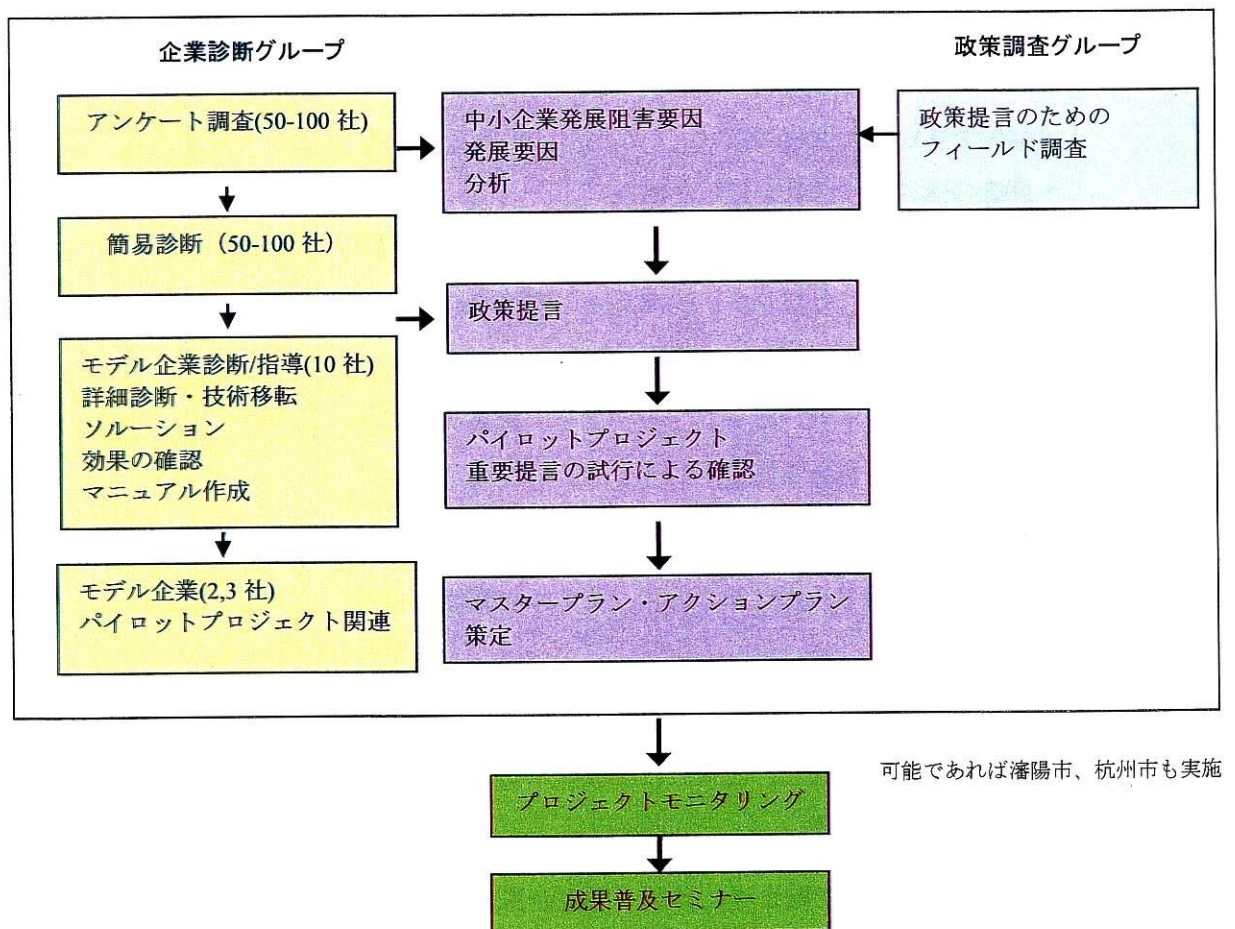 企業診断グループ
政策調査グループ
アンケート調査(50-100 社)
簡易診断（50-100 社）
モデル企業診断/指導(10 社)
詳細診断・技術移転
ソルーション
効果の確認
マニュアル作成
モデル企業(2,3 社)
パイロットプロジェクト関連
中小企業発展阻害要因
発展要因
分析
政策提言
パイロットプロジェクト
重要提言の試行による確認
マスタープラン・アクションプラン
策定
政策提言のための
フィールド調査
可能であれば瀋陽市、杭州市も実施
プロジェクトモニタリング
成果普及セミナー